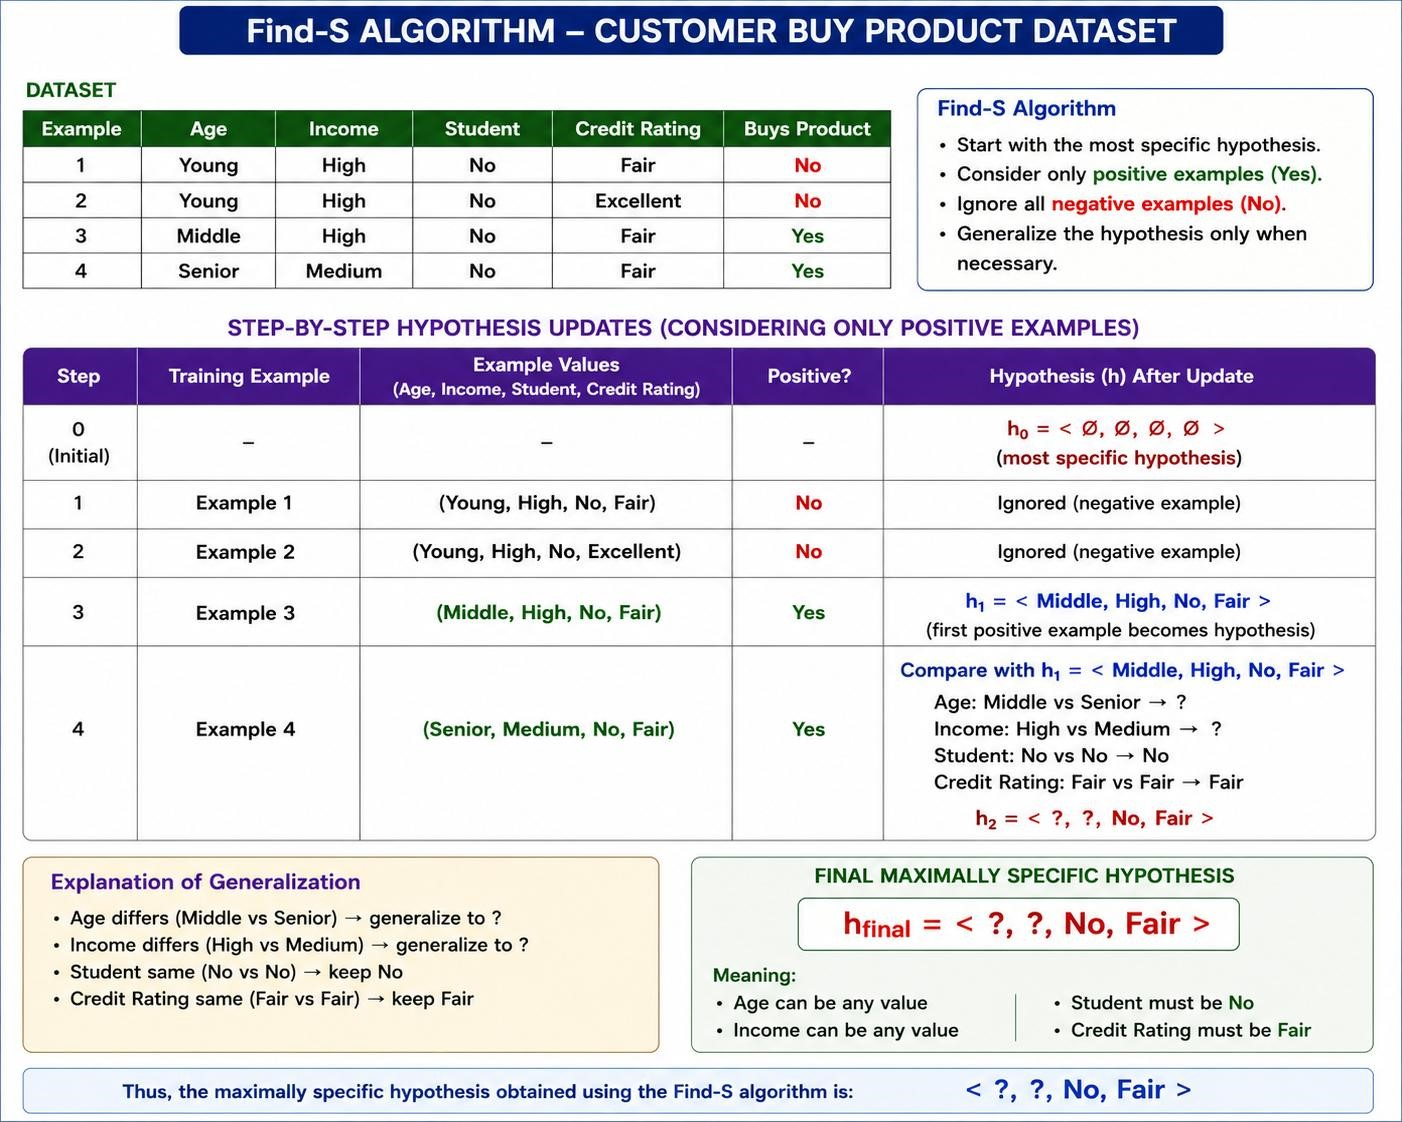 Find-S ALGORITHM – CUSTOMER BUY PRODUCT DATASET
DATASET
Example Age Income Student Credit Rating Buys Product
1 Young High No Fair No
2 Young High No Excellent No
3 Middle High No Fair Yes
4 Senior Medium No Fair Yes
Find-S Algorithm
• Start with the most specific hypothesis.
• Consider only positive examples (Yes).
• Ignore all negative examples (No).
• Generalize the hypothesis only when
necessary.
STEP-BY-STEP HYPOTHESIS UPDATES (CONSIDERING ONLY POSITIVE EXAMPLES)
Step Training Example Example Values (Age, Income, Student, Credit Rating) Positive? Hypothesis (h) After Update
0 (Initial) – – – h₀ = < Ø, Ø, Ø, Ø >
(most specific hypothesis)
1 Example 1 (Young, High, No, Fair) No Ignored (negative example)
2 Example 2 (Young, High, No, Excellent) No Ignored (negative example)
3 Example 3 (Middle, High, No, Fair) Yes h₁ = < Middle, High, No, Fair >
(first positive example becomes hypothesis)
4 Example 4 (Senior, Medium, No, Fair) Yes Compare with h₁ = < Middle, High, No, Fair >
Age: Middle vs Senior → ?
Income: High vs Medium → ?
Student: No vs No → No
Credit Rating: Fair vs Fair → Fair
h₂ = < ?, ?, No, Fair >
Explanation of Generalization
• Age differs (Middle vs Senior) → generalize to ?
• Income differs (High vs Medium) → generalize to ?
• Student same (No vs No) → keep No
• Credit Rating same (Fair vs Fair) → keep Fair
FINAL MAXIMALLY SPECIFIC HYPOTHESIS
hfinal = < ?, ?, No, Fair >
Meaning:
• Age can be any value
• Income can be any value
• Student must be No
• Credit Rating must be Fair
Thus, the maximally specific hypothesis obtained using the Find-S algorithm is: < ?, ?, No, Fair >